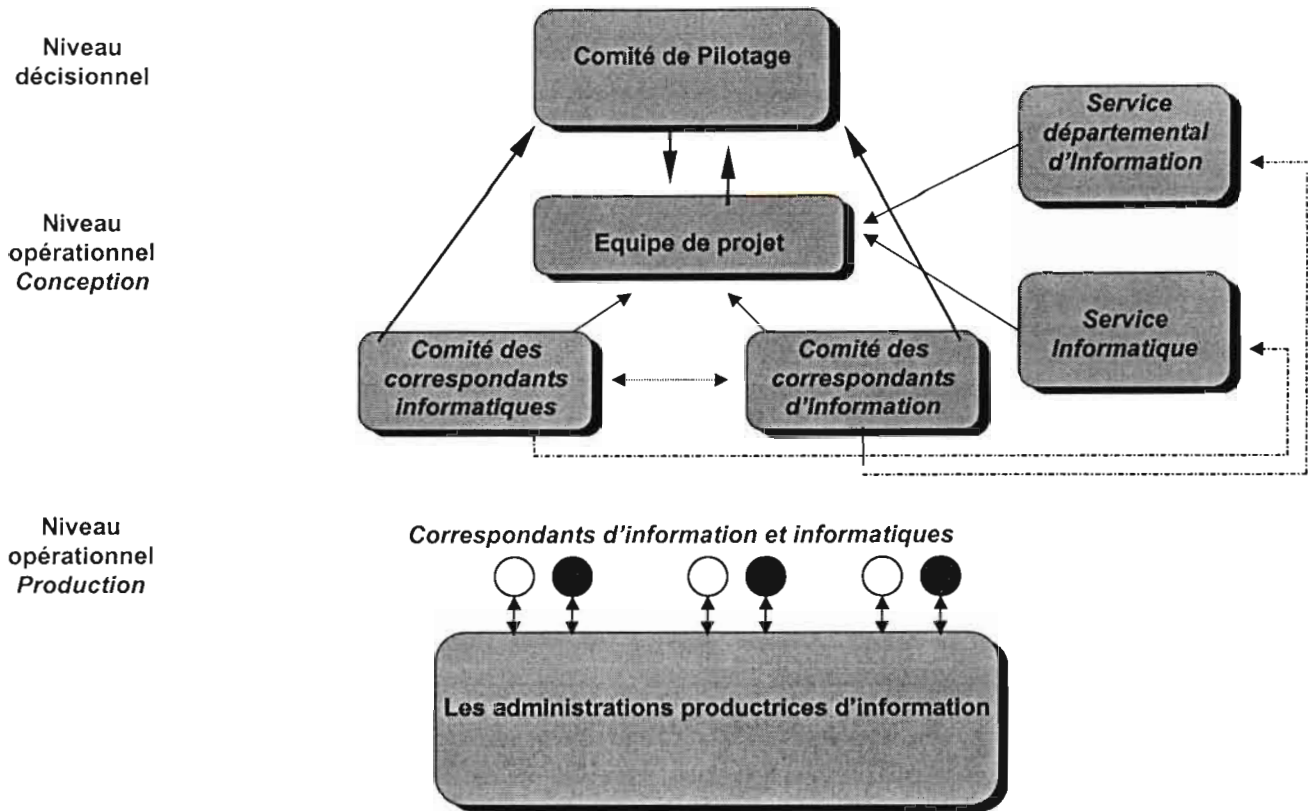 Niveau
décisionnel
Comité de Pilotage
Service
départemental
d'Information
Niveau
opérationnel
Conception
Equipe de projet
Service
Informatique
Comité des
correspondants
informatiques
Comité des
correspondants
d'Information
Niveau
opérationnel
Production
Correspondants d'information et informatiques
Les administrations productrices d'information